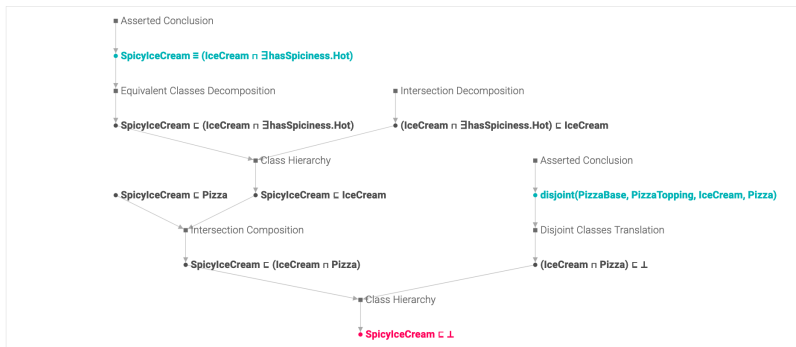 Asserted Conclusion
SpicyIceCream ≡ (IceCream ⊓ ∃hasSpiciness.Hot)
Equivalent Classes Decomposition
Intersection Decomposition
SpicyIceCream ⊑ (IceCream ⊓ ∃hasSpiciness.Hot)
(IceCream ⊓ ∃hasSpiciness.Hot) ⊑ IceCream
Class Hierarchy
Asserted Conclusion
SpicyIceCream ⊑ Pizza
SpicyIceCream ⊑ IceCream
disjoint(PizzaBase, PizzaTopping, IceCream, Pizza)
Intersection Composition
Disjoint Classes Translation
SpicyIceCream ⊑ (IceCream ⊓ Pizza)
(IceCream ⊓ Pizza) ⊑ ⊥
Class Hierarchy
SpicyIceCream ⊑ ⊥